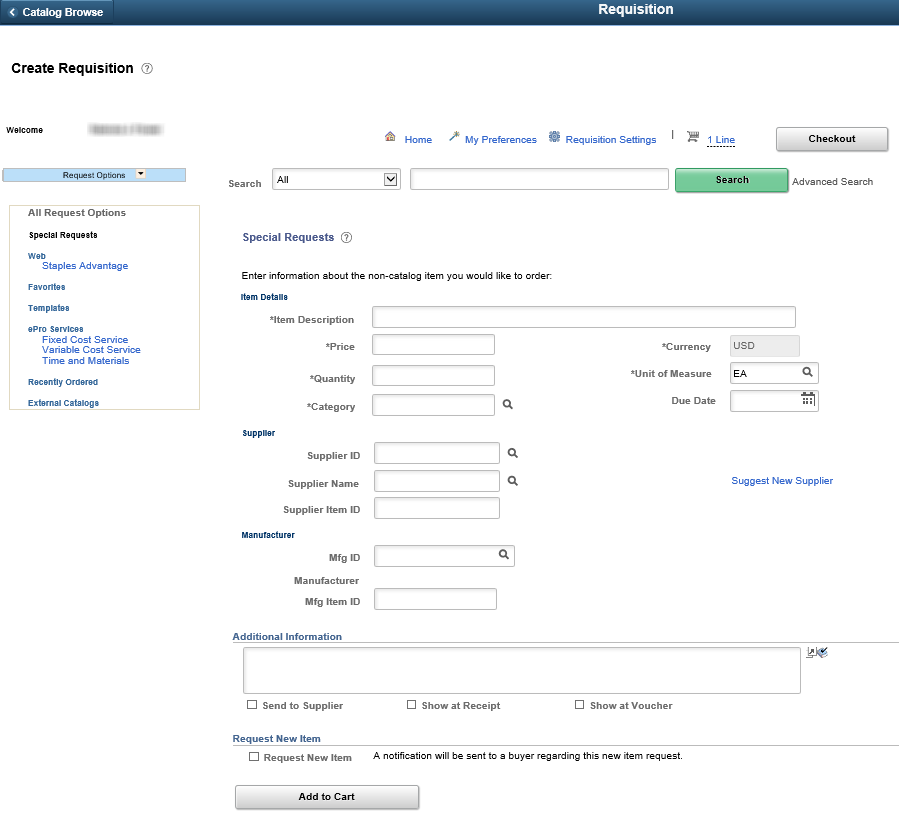 Catalog Browse
Requisition
Create Requisition
Welcome
Home
My Preferences
Requisition Settings
1 Line
Checkout
Request Options
Search
All
Search
Advanced Search
All Request Options
Special Requests
Web
Staples Advantage
Favorites
Templates
ePro Services
Fixed Cost Service
Variable Cost Service
Time and Materials
Recently Ordered
External Catalogs
Special Requests
Enter information about the non-catalog item you would like to order:
Item Details
*Item Description
*Price
*Currency
USD
*Quantity
*Unit of Measure
EA
*Category
Due Date
Supplier
Supplier ID
Supplier Name
Suggest New Supplier
Supplier Item ID
Manufacturer
Mfg ID
Manufacturer
Mfg Item ID
Additional Information
Send to Supplier
Show at Receipt
Show at Voucher
Request New Item
Request New Item
A notification will be sent to a buyer regarding this new item request.
Add to Cart